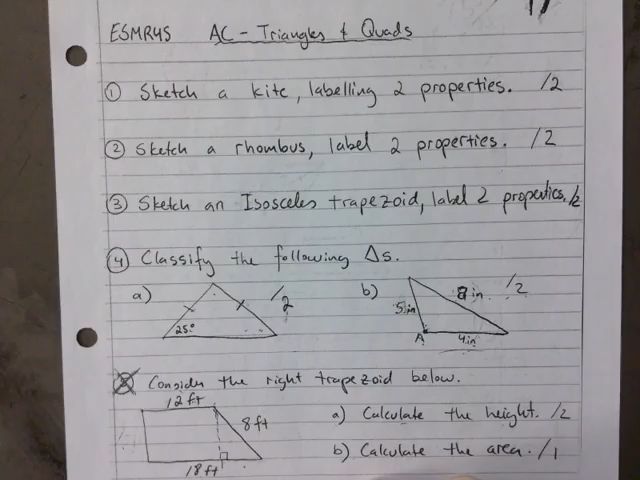 ESMR4S AC - Triangles & Quads
① Sketch a kite, labelling 2 properties. /2
② Sketch a rhombus, label 2 properties. /2
③ Sketch an Isosceles trapezoid, label 2 properties. /2
④ Classify the following Δs.
a) /2 b) 8 in /2
5 in
25° A 4 in
Consider the right trapezoid below.
12 ft
a) Calculate the height. /2
8 ft
b) Calculate the area. /1
18 ft